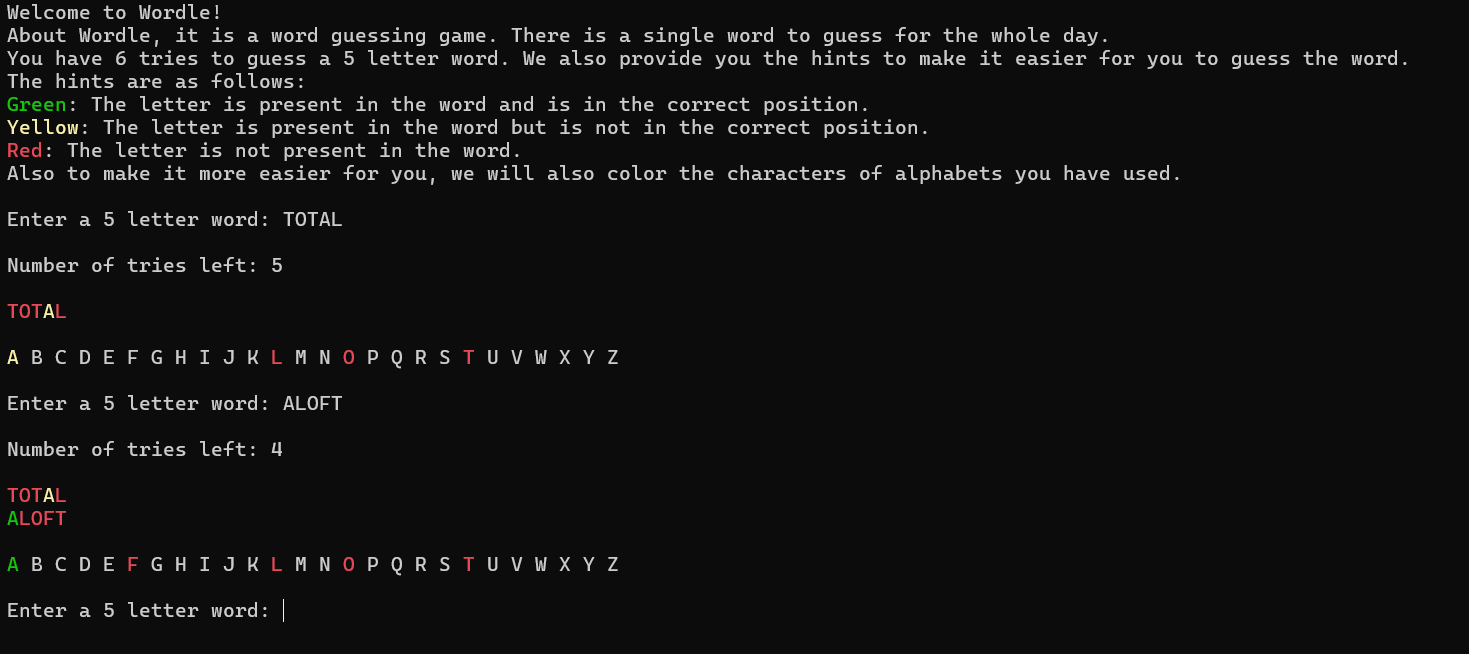 Welcome to Wordle!
About Wordle, it is a word guessing game. There is a single word to guess for the whole day.
You have 6 tries to guess a 5 letter word. We also provide you the hints to make it easier for you to guess the word.
The hints are as follows:
Green: The letter is present in the word and is in the correct position.
Yellow: The letter is present in the word but is not in the correct position.
Red: The letter is not present in the word.
Also to make it more easier for you, we will also color the characters of alphabets you have used.
Enter a 5 letter word: TOTAL
Number of tries left: 5
TOTAL
A B C D E F G H I J K L M N O P Q R S T U V W X Y Z
Enter a 5 letter word: ALOFT
Number of tries left: 4
TOTAL
ALOFT
A B C D E F G H I J K L M N O P Q R S T U V W X Y Z
Enter a 5 letter word: